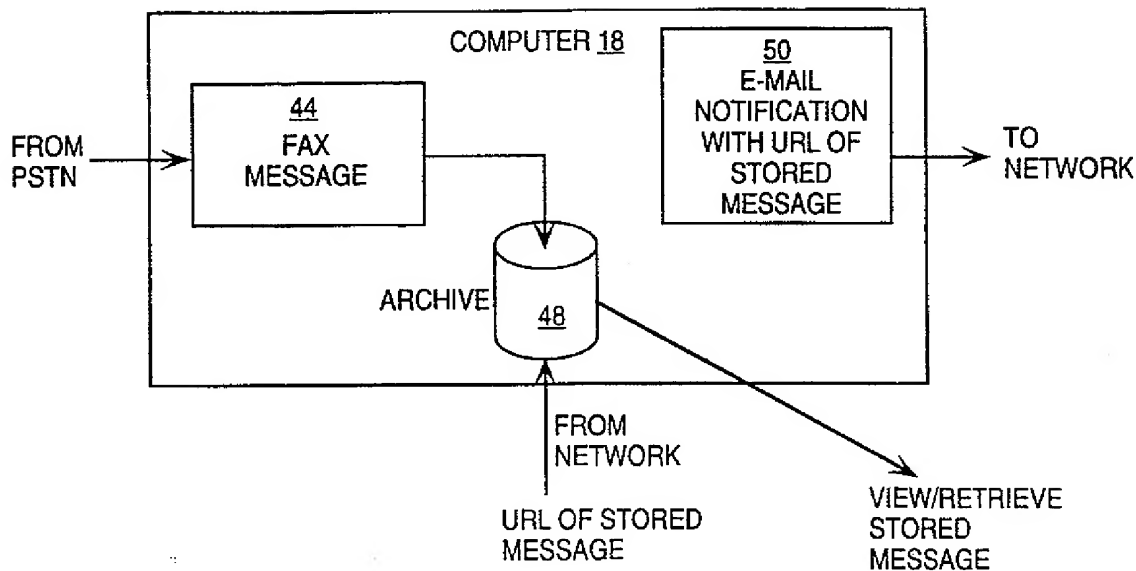 COMPUTER 18
50
E-MAIL
NOTIFICATION
WITH URL OF
STORED
MESSAGE
44
FAX
MESSAGE
FROM
PSTN
TO
NETWORK
ARCHIVE
48
FROM
NETWORK
URL OF STORED
MESSAGE
VIEW/RETRIEVE
STORED
MESSAGE